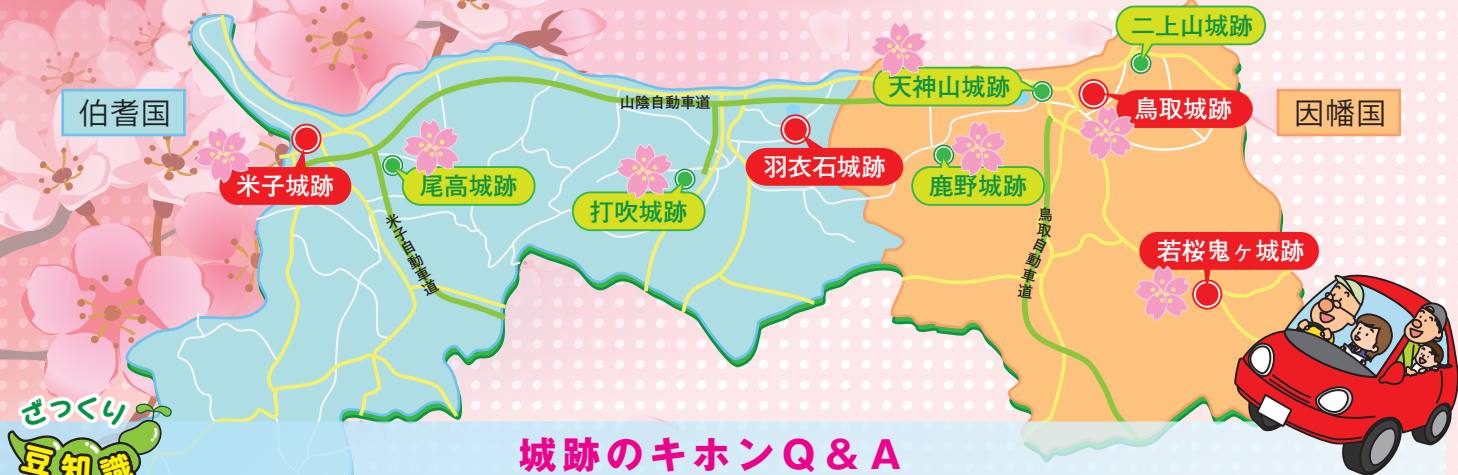 二上山城跡
天神山城跡
鳥取城跡
伯耆国
山陰自動車道
因幡国
米子城跡
尾高城跡
打吹城跡
羽衣石城跡
鹿野城跡
米子自動車道
鳥取自動車道
若桜鬼ヶ城跡
ざっくり
豆知識
城跡のキホンQ&A